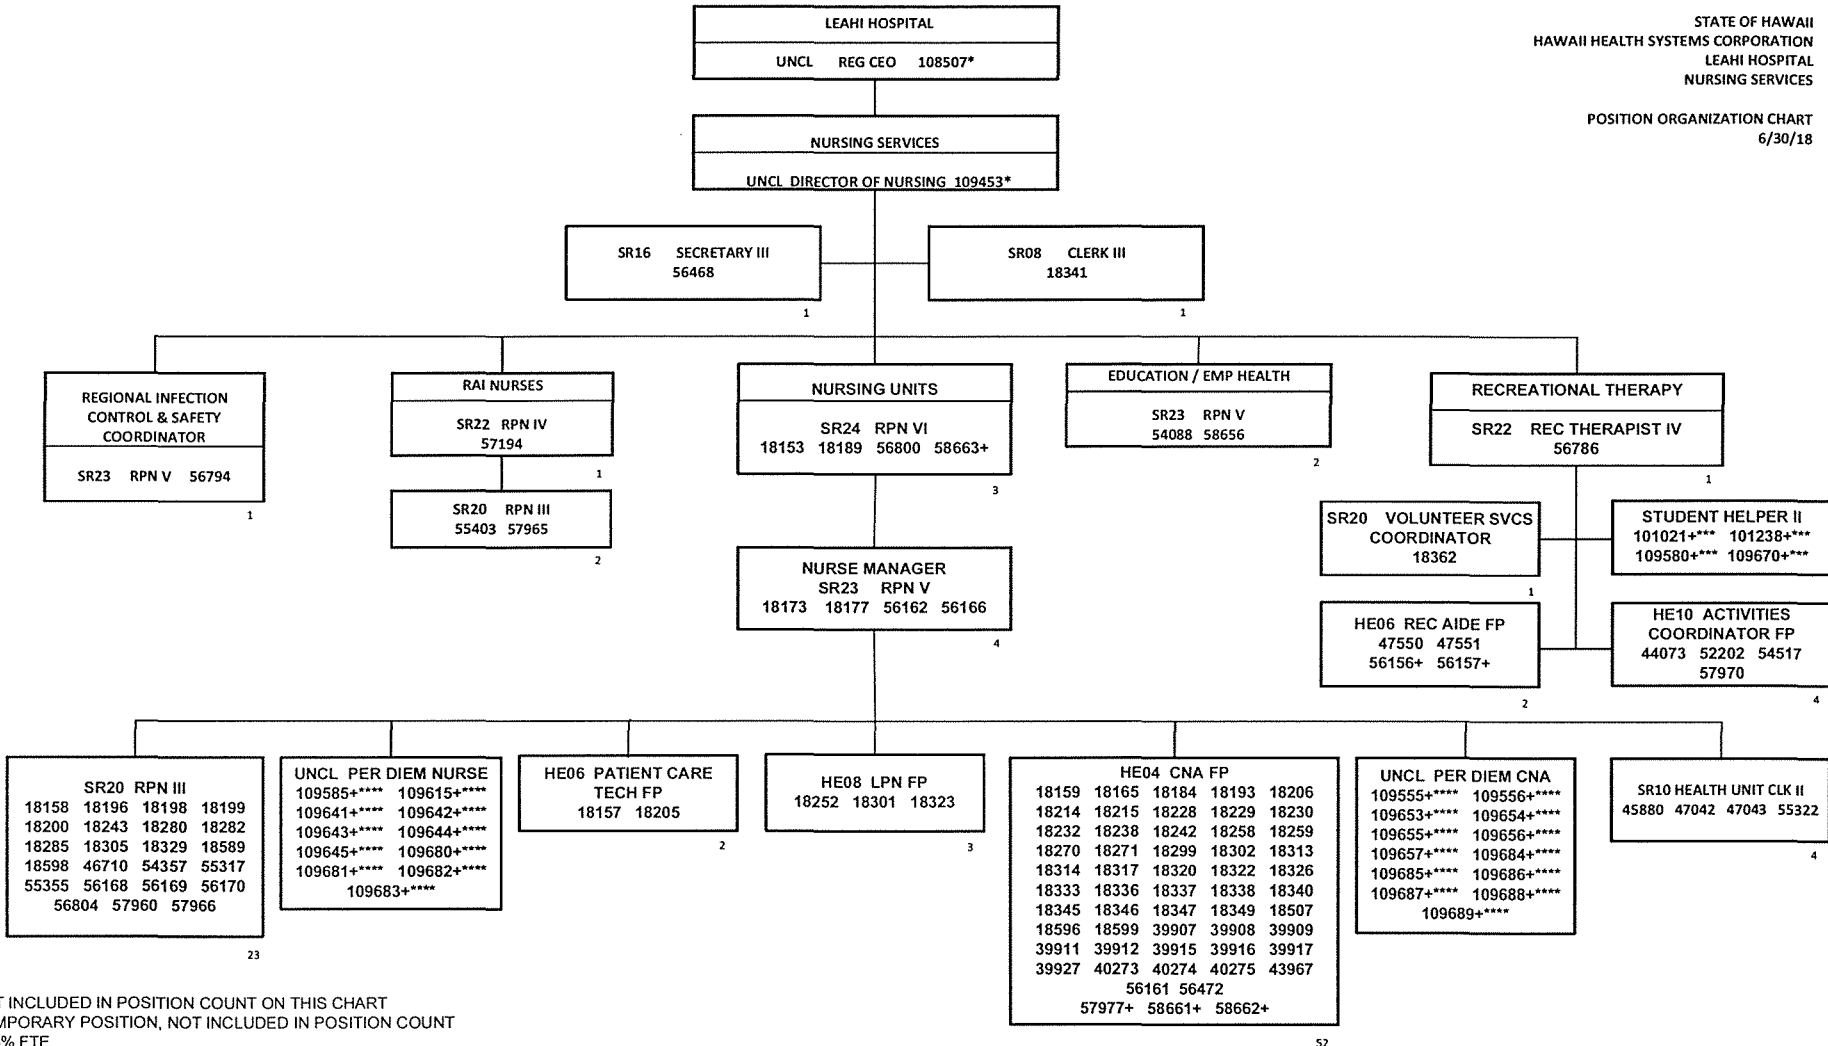 STATE OF HAWAII
HAWAII HEALTH SYSTEMS CORPORATION
LEAHI HOSPITAL
NURSING SERVICES
POSITION ORGANIZATION CHART
6/30/18
LEAHI HOSPITAL
UNCL REG CEO 108507*
NURSING SERVICES
UNCL DIRECTOR OF NURSING 109453*
SR16 SECRETARY III
56468
1
SR08 CLERK III
18341
1
REGIONAL INFECTION
CONTROL & SAFETY
COORDINATOR
SR23 RPN V 56794
1
RAI NURSES
SR22 RPN IV
57194
1
SR20 RPN III
55403 57965
2
NURSING UNITS
SR24 RPN VI
18153 18189 56800 58663+
3
NURSE MANAGER
SR23 RPN V
18173 18177 56162 56166
4
EDUCATION / EMP HEALTH
SR23 RPN V
54088 58656
2
RECREATIONAL THERAPY
SR22 REC THERAPIST IV
56786
1
SR20 VOLUNTEER SVCS
COORDINATOR
18362
1
STUDENT HELPER II
101021+*** 101238+***
109580+*** 109670+***
HE06 REC AIDE FP
47550 47551
56156+ 56157+
2
HE10 ACTIVITIES
COORDINATOR FP
44073 52202 54517
57970
4
SR20 RPN III
18158 18196 18198 18199
18200 18243 18280 18282
18285 18305 18329 18589
18598 46710 54357 55317
55355 56168 56169 56170
56804 57960 57966
23
UNCL PER DIEM NURSE
109585+**** 109615+****
109641+**** 109642+****
109643+**** 109644+****
109645+**** 109680+****
109681+**** 109682+****
109683+****
HE06 PATIENT CARE
TECH FP
18157 18205
2
HE08 LPN FP
18252 18301 18323
3
HE04 CNA FP
18159 18165 18184 18193 18206
18214 18215 18228 18229 18230
18232 18238 18242 18258 18259
18270 18271 18299 18302 18313
18314 18317 18320 18322 18326
18333 18336 18337 18338 18340
18345 18346 18347 18349 18507
18596 18599 39907 39908 39909
39911 39912 39915 39916 39917
39927 40273 40274 40275 43967
56161 56472
57977+ 58661+ 58662+
52
UNCL PER DIEM CNA
109555+**** 109556+****
109653+**** 109654+****
109655+**** 109656+****
109657+**** 109684+****
109685+**** 109686+****
109687+**** 109688+****
109689+****
SR10 HEALTH UNIT CLK II
45880 47042 47043 55322
4
T INCLUDED IN POSITION COUNT ON THIS CHART
MPORARY POSITION, NOT INCLUDED IN POSITION COUNT
% FTE